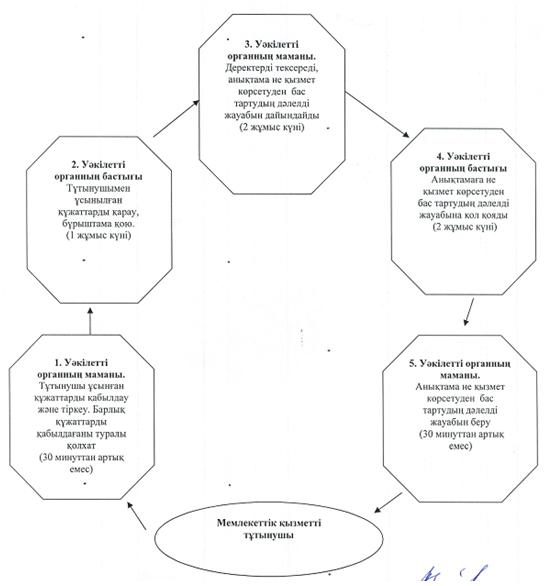 3. Уәкілетті
органның маманы.
Деректерді тексереді,
анықтама не қызмет
көрсетуден бас
тартудың дәлелді
жауабын дайындайды
(2 жұмыс күні)
2. Уәкілетті
органның бастығы
Тұтынушымен
ұсынылған
құжаттарды қарау,
бұрыштама қою.
(1 жұмыс күні)
4. Уәкілетті
органның бастығы
Анықтамаға не
қызмет көрсетуден
бас тартудың дәлелді
жауабына қол қояды
(2 жұмыс күні)
1. Уәкілетті
органның маманы.
Тұтынушы ұсынған
құжаттарды қабылдау
және тіркеу. Барлық
құжаттарды
қабылдағаны туралы
қолхат
(30 минуттан артық
емес)
5. Уәкілетті органның
маманы.
Анықтама не қызмет
көрсетуден бас
тартудың дәлелді
жауабын беру
(30 минуттан артық
емес)
Мемлекеттік қызметті
тұтынушы